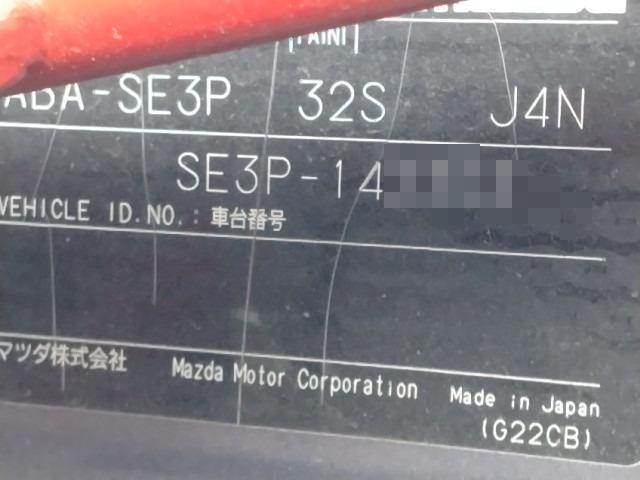 [PAINT]
ABA-SE3P 32S J4N
SE3P-14
VEHICLE ID.NO.: 車台番号
マツダ株式会社 Mazda Motor Corporation Made in Japan
(G22CB)